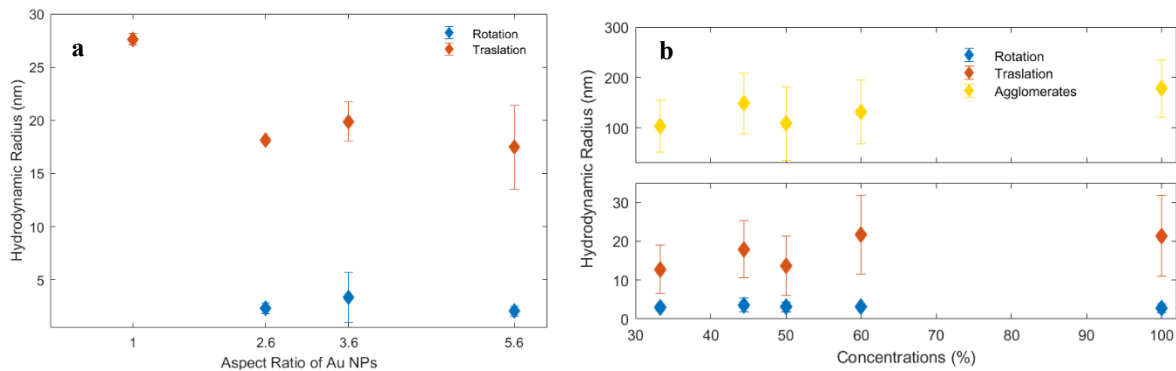 a
Rotation
Traslation
30
25
20
15
10
5
Hydrodynamic Radius (nm)
1
2.6
3.6
5.6
Aspect Ratio of Au NPs
b
Rotation
Traslation
Agglomerates
300
200
100
30
20
10
0
Hydrodynamic Radius (nm)
30
40
50
60
70
80
90
100
Concentrations (%)